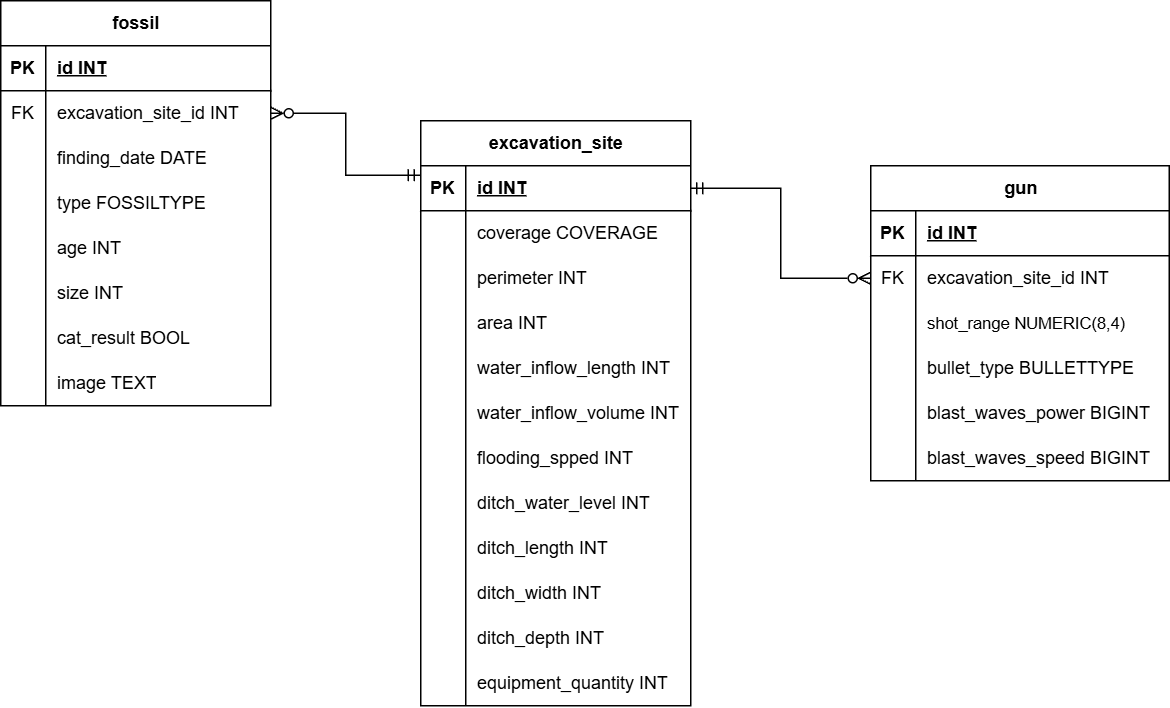 fossil
PK id INT
FK excavation_site_id INT
finding_date DATE
type FOSSILTYPE
age INT
size INT
cat_result BOOL
image TEXT
excavation_site
PK id INT
coverage COVERAGE
perimeter INT
area INT
water_inflow_length INT
water_inflow_volume INT
flooding_spped INT
ditch_water_level INT
ditch_length INT
ditch_width INT
ditch_depth INT
equipment_quantity INT
gun
PK id INT
FK excavation_site_id INT
shot_range NUMERIC(8,4)
bullet_type BULLETTYPE
blast_waves_power BIGINT
blast_waves_speed BIGINT